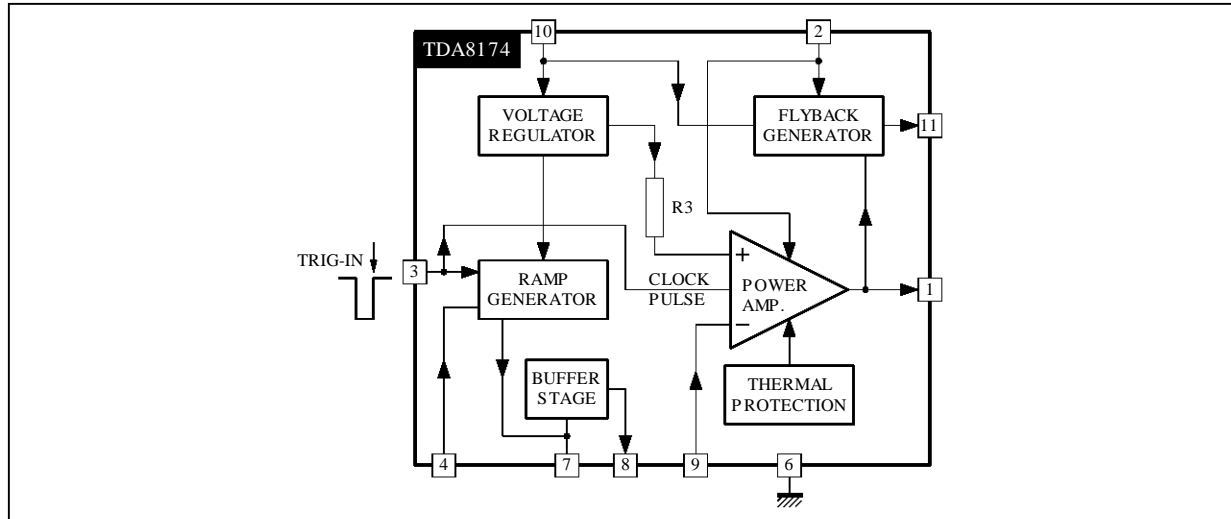 10
2
TDA8174
VOLTAGE
REGULATOR
FLYBACK
GENERATOR
11
R3
TRIG-IN
3
RAMP
GENERATOR
CLOCK
PULSE
+
POWER
AMP.
−
1
BUFFER
STAGE
THERMAL
PROTECTION
4
7
8
9
6